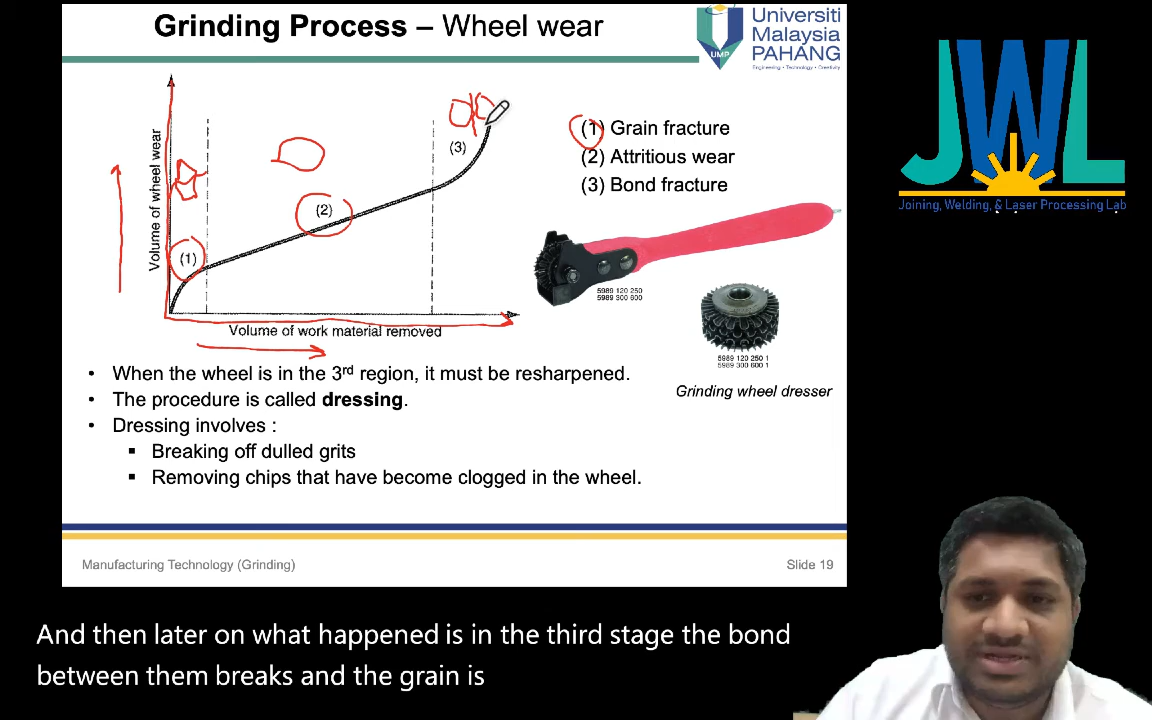 Grinding Process – Wheel wear
Universiti
Malaysia
PAHANG
Engineering • Technology • Creativity
UMP
JWL
Joining, Welding, & Laser Processing Lab
Volume of wheel wear
(1)
(2)
(3)
Volume of work material removed
(1) Grain fracture
(2) Attritious wear
(3) Bond fracture
5989 120 250
5989 300 600
5989 120 250 1
5989 300 600 1
Grinding wheel dresser
• When the wheel is in the 3rd region, it must be resharpened.
• The procedure is called dressing.
• Dressing involves :
▪ Breaking off dulled grits
▪ Removing chips that have become clogged in the wheel.
Manufacturing Technology (Grinding)
Slide 19
And then later on what happened is in the third stage the bond
between them breaks and the grain is